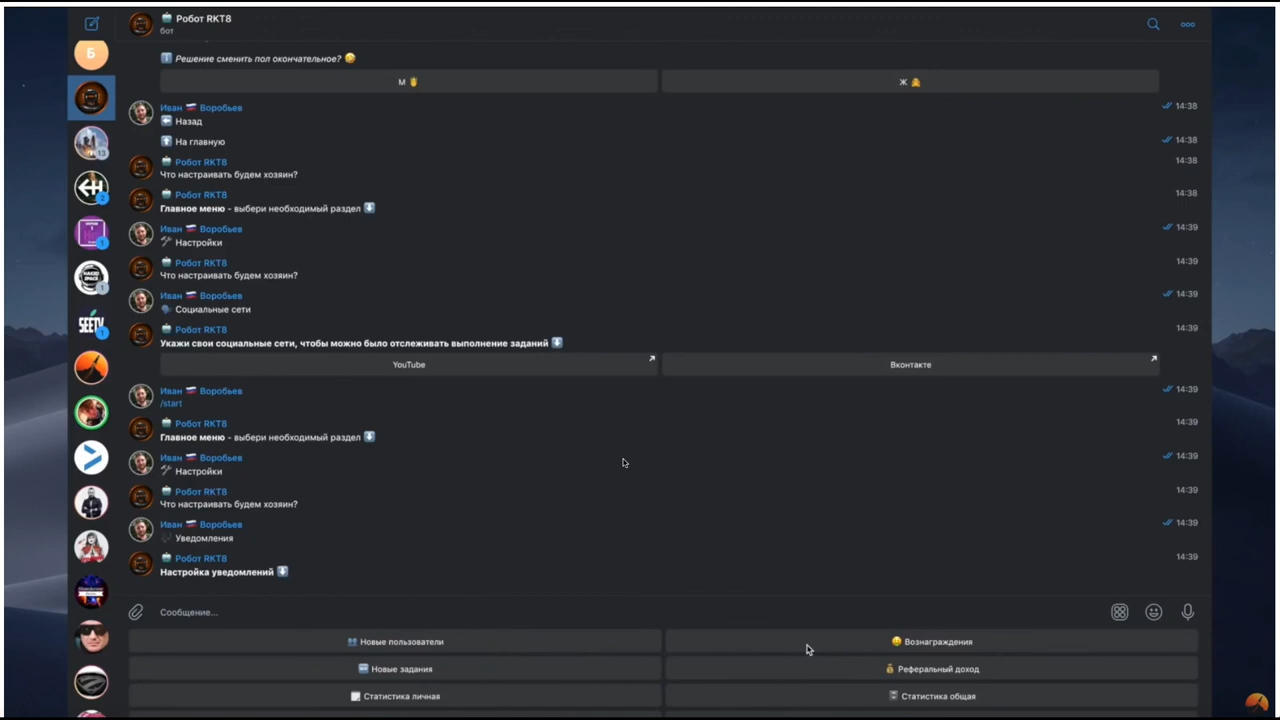 Робот RKT8
бот
Б
Решение сменить пол окончательное?
М
Ж
Иван Воробьев
Назад
14:38
На главную
14:38
Робот RKT8
14:38
Что настраивать будем хозяин?
Робот RKT8
14:38
Главное меню - выбери необходимый раздел
Иван Воробьев
14:39
Настройки
Робот RKT8
14:39
Что настраивать будем хозяин?
Иван Воробьев
14:39
Социальные сети
Робот RKT8
14:39
Укажи свои социальные сети, чтобы можно было отслеживать выполнение заданий
YouTube
Вконтакте
Иван Воробьев
14:39
/start
Робот RKT8
14:39
Главное меню - выбери необходимый раздел
Иван Воробьев
14:39
Настройки
Робот RKT8
14:39
Что настраивать будем хозяин?
Иван Воробьев
14:39
Уведомления
Робот RKT8
14:39
Настройка уведомлений
Сообщение...
Новые пользователи
Вознаграждения
Новые задания
Реферальный доход
Статистика личная
Статистика общая
13
2
1
1
SEETV
1